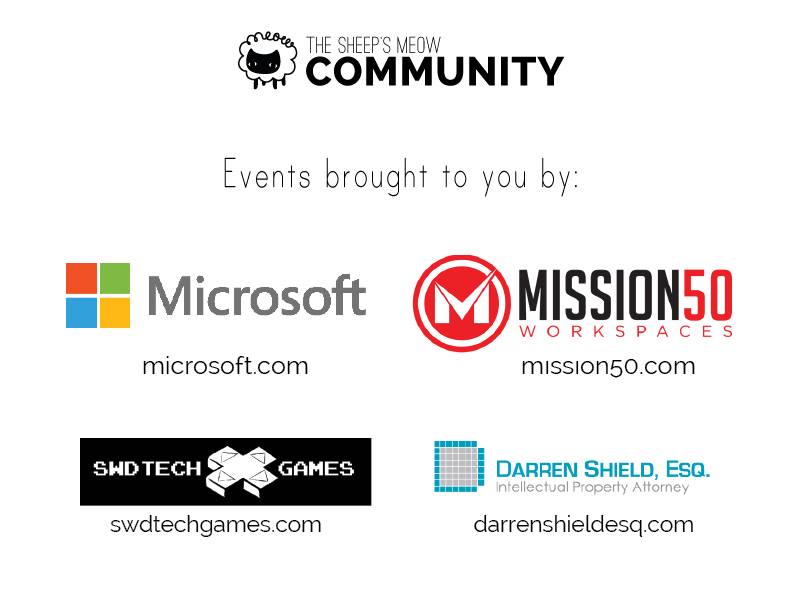 meow
THE SHEEP'S MEOW
COMMUNITY
Events brought to you by:
Microsoft
microsoft.com
MISSION50
WORKSPACES
mission50.com
SWDTECH GAMES
swdtechgames.com
DARREN SHIELD, ESQ.
Intellectual Property Attorney
darrenshieldesq.com